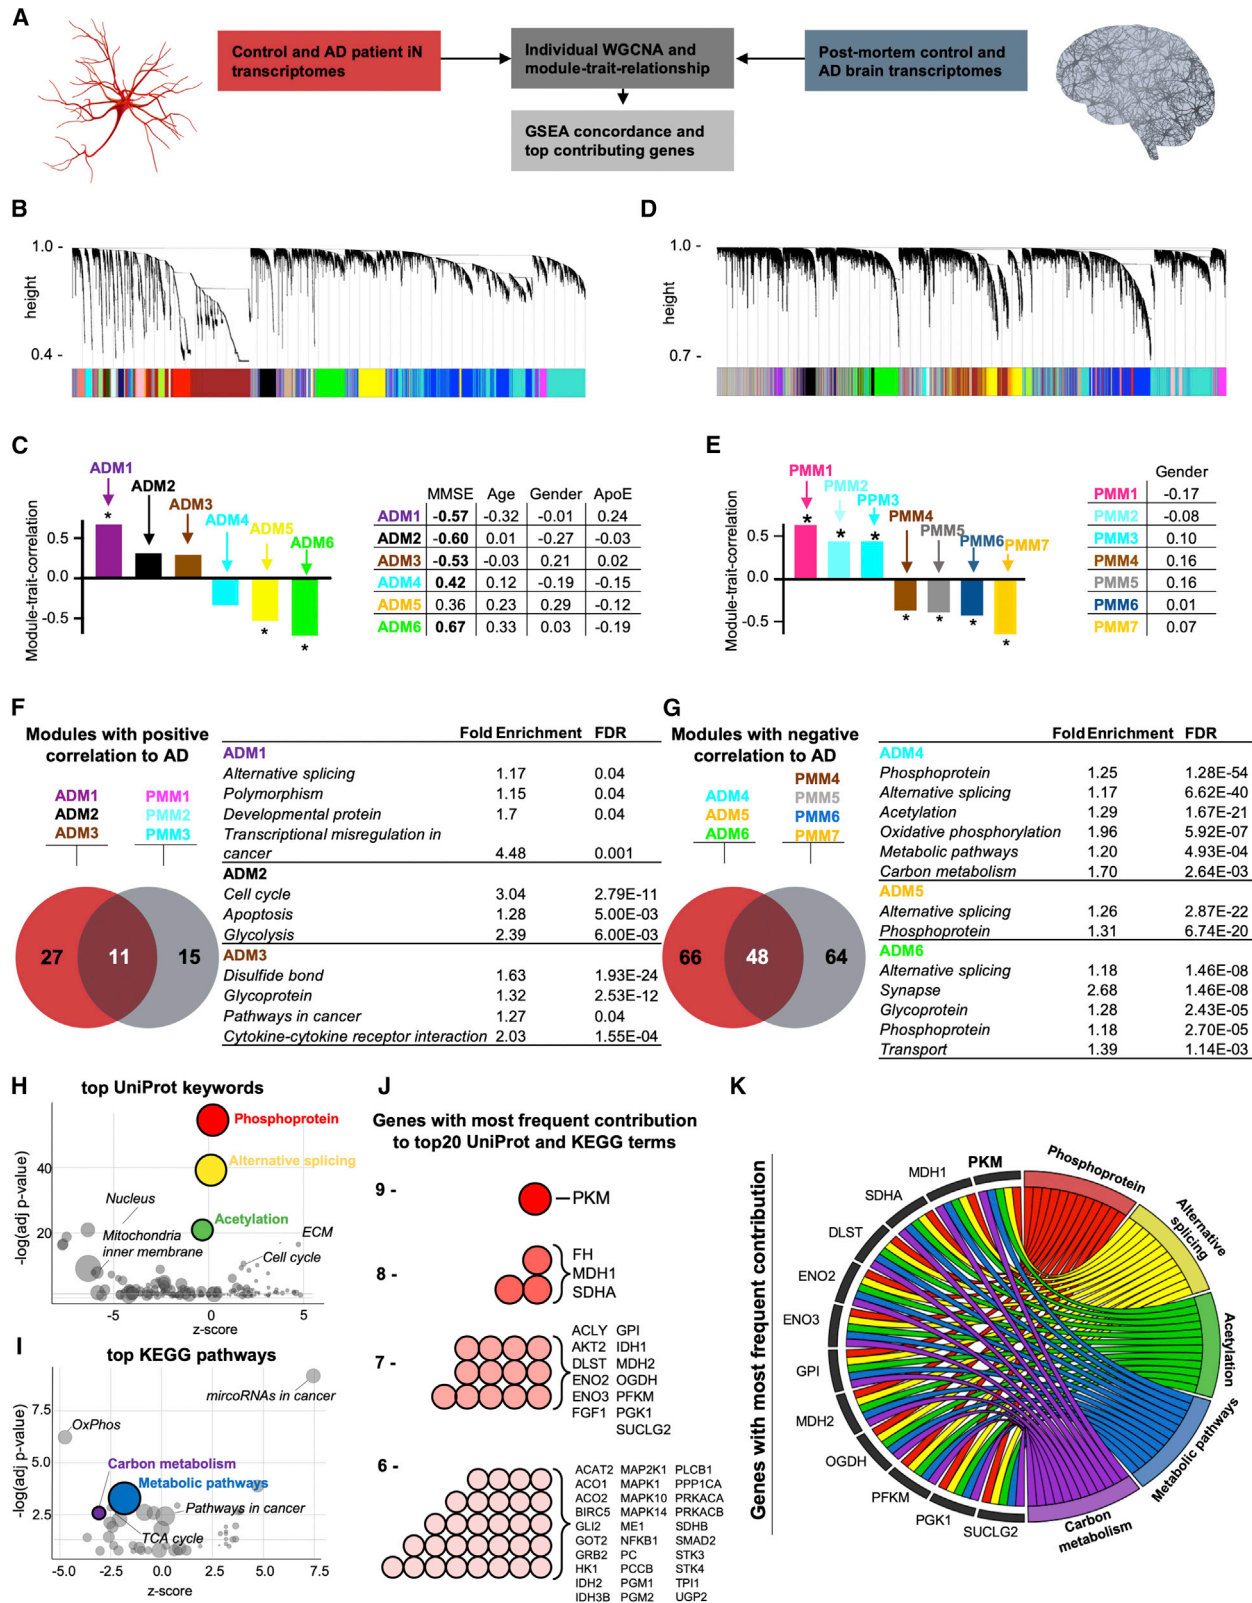 A
Control and AD patient iN
transcriptomes
Individual WGCNA and
module-trait-relationship
Post-mortem control and
AD brain transcriptomes
GSEA concordance and
top contributing genes
B
1.0 -
height
0.4 -
D
1.0 -
height
0.7 -
C
Module-trait-correlation
0.5
0.0
-0.5
ADM1
ADM2
ADM3
ADM4
ADM5
ADM6
*
*
*
MMSE Age Gender ApoE
ADM1 -0.57 -0.32 -0.01 0.24
ADM2 -0.60 0.01 -0.27 -0.03
ADM3 -0.53 -0.03 0.21 0.02
ADM4 0.42 0.12 -0.19 -0.15
ADM5 0.36 0.23 0.29 -0.12
ADM6 0.67 0.33 0.03 -0.19
E
Module-trait-correlation
0.5
0.0
-0.5
PMM1
PMM2
PPM3
PMM4
PMM5
PMM6
PMM7
* * *
* * * *
Gender
PMM1 -0.17
PMM2 -0.08
PMM3 0.10
PMM4 0.16
PMM5 0.16
PMM6 0.01
PMM7 0.07
F
Modules with positive
correlation to AD
ADM1 PMM1
ADM2 PMM2
ADM3 PMM3
27 11 15
Fold Enrichment FDR
ADM1
Alternative splicing 1.17 0.04
Polymorphism 1.15 0.04
Developmental protein 1.7 0.04
Transcriptional misregulation in
cancer 4.48 0.001
ADM2
Cell cycle 3.04 2.79E-11
Apoptosis 1.28 5.00E-03
Glycolysis 2.39 6.00E-03
ADM3
Disulfide bond 1.63 1.93E-24
Glycoprotein 1.32 2.53E-12
Pathways in cancer 1.27 0.04
Cytokine-cytokine receptor interaction 2.03 1.55E-04
G
Modules with negative
correlation to AD
PMM4
ADM4 PMM5
ADM5 PMM6
ADM6 PMM7
66 48 64
Fold Enrichment FDR
ADM4
Phosphoprotein 1.25 1.28E-54
Alternative splicing 1.17 6.62E-40
Acetylation 1.29 1.67E-21
Oxidative phosphorylation 1.96 5.92E-07
Metabolic pathways 1.20 4.93E-04
Carbon metabolism 1.70 2.64E-03
ADM5
Alternative splicing 1.26 2.87E-22
Phosphoprotein 1.31 6.74E-20
ADM6
Alternative splicing 1.18 1.46E-08
Synapse 2.68 1.46E-08
Glycoprotein 1.28 2.43E-05
Phosphoprotein 1.18 2.70E-05
Transport 1.39 1.14E-03
H
top UniProt keywords
-log(adj p-value)
40
20
Phosphoprotein
Alternative splicing
Acetylation
Nucleus
Mitochondria
inner membrane
ECM
Cell cycle
-5 0 5
z-score
I
top KEGG pathways
-log(adj p-value)
7.5
5.0
2.5
mircoRNAs in cancer
OxPhos
Carbon metabolism
Metabolic pathways
Pathways in cancer
TCA cycle
-5.0 -2.5 0.0 2.5 5.0 7.5
z-score
J
Genes with most frequent contribution
to top20 UniProt and KEGG terms
9 -
PKM
8 -
FH
MDH1
SDHA
7 -
ACLY GPI
AKT2 IDH1
DLST MDH2
ENO2 OGDH
ENO3 PFKM
FGF1 PGK1
SUCLG2
6 -
ACAT2 MAP2K1 PLCB1
ACO1 MAPK1 PPP1CA
ACO2 MAPK10 PRKACA
BIRC5 MAPK14 PRKACB
GLI2 ME1 SDHB
GOT2 NFKB1 SMAD2
GRB2 PC STK3
HK1 PCCB STK4
IDH2 PGM1 TPI1
IDH3B PGM2 UGP2
K
Genes with most frequent contribution
PKM
MDH1
SDHA
DLST
ENO2
ENO3
GPI
MDH2
OGDH
PFKM
PGK1
SUCLG2
Phosphoprotein
Alternative
splicing
Acetylation
Metabolic pathways
Carbon
metabolism